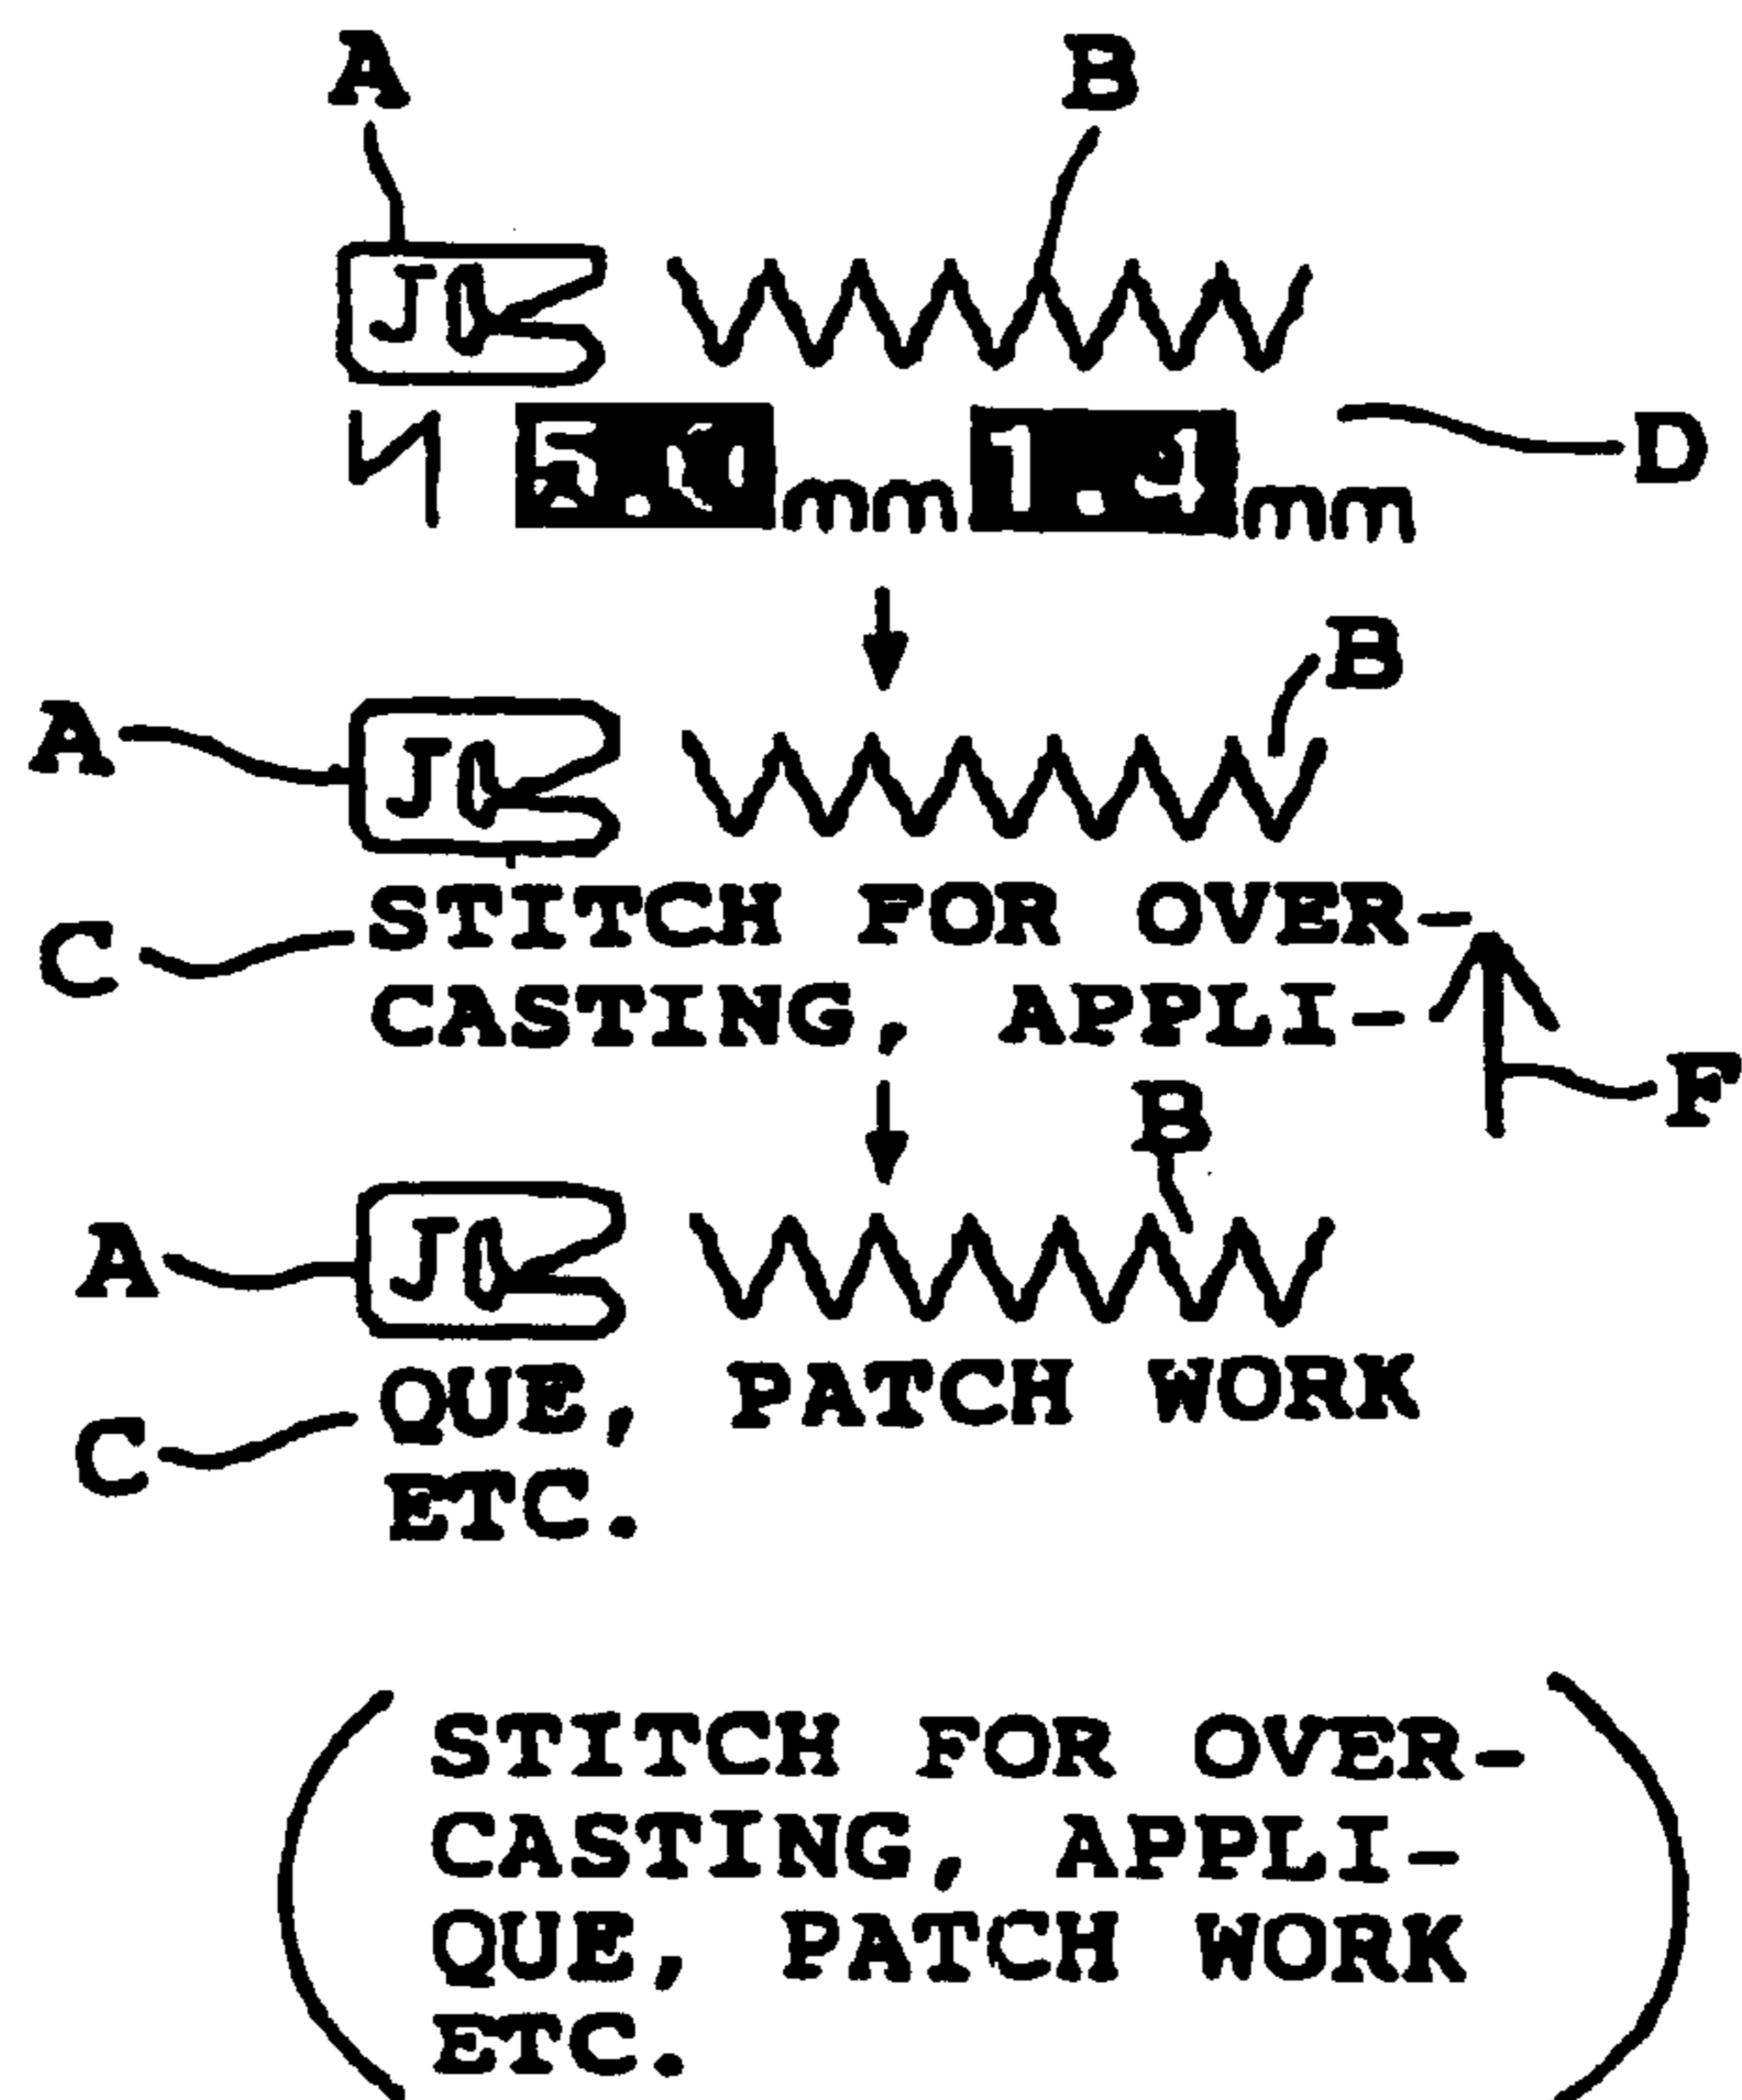 A B
J
5.0 mm 1.9 mm D
B
A J
C STITCH FOR OVER-
CASTING, APPLI-
F
B
A J
C QUE, PATCH WORK
ETC.
STITCH FOR OVER-
CASTING, APPLI-
QUE, PATCH WORK
ETC.